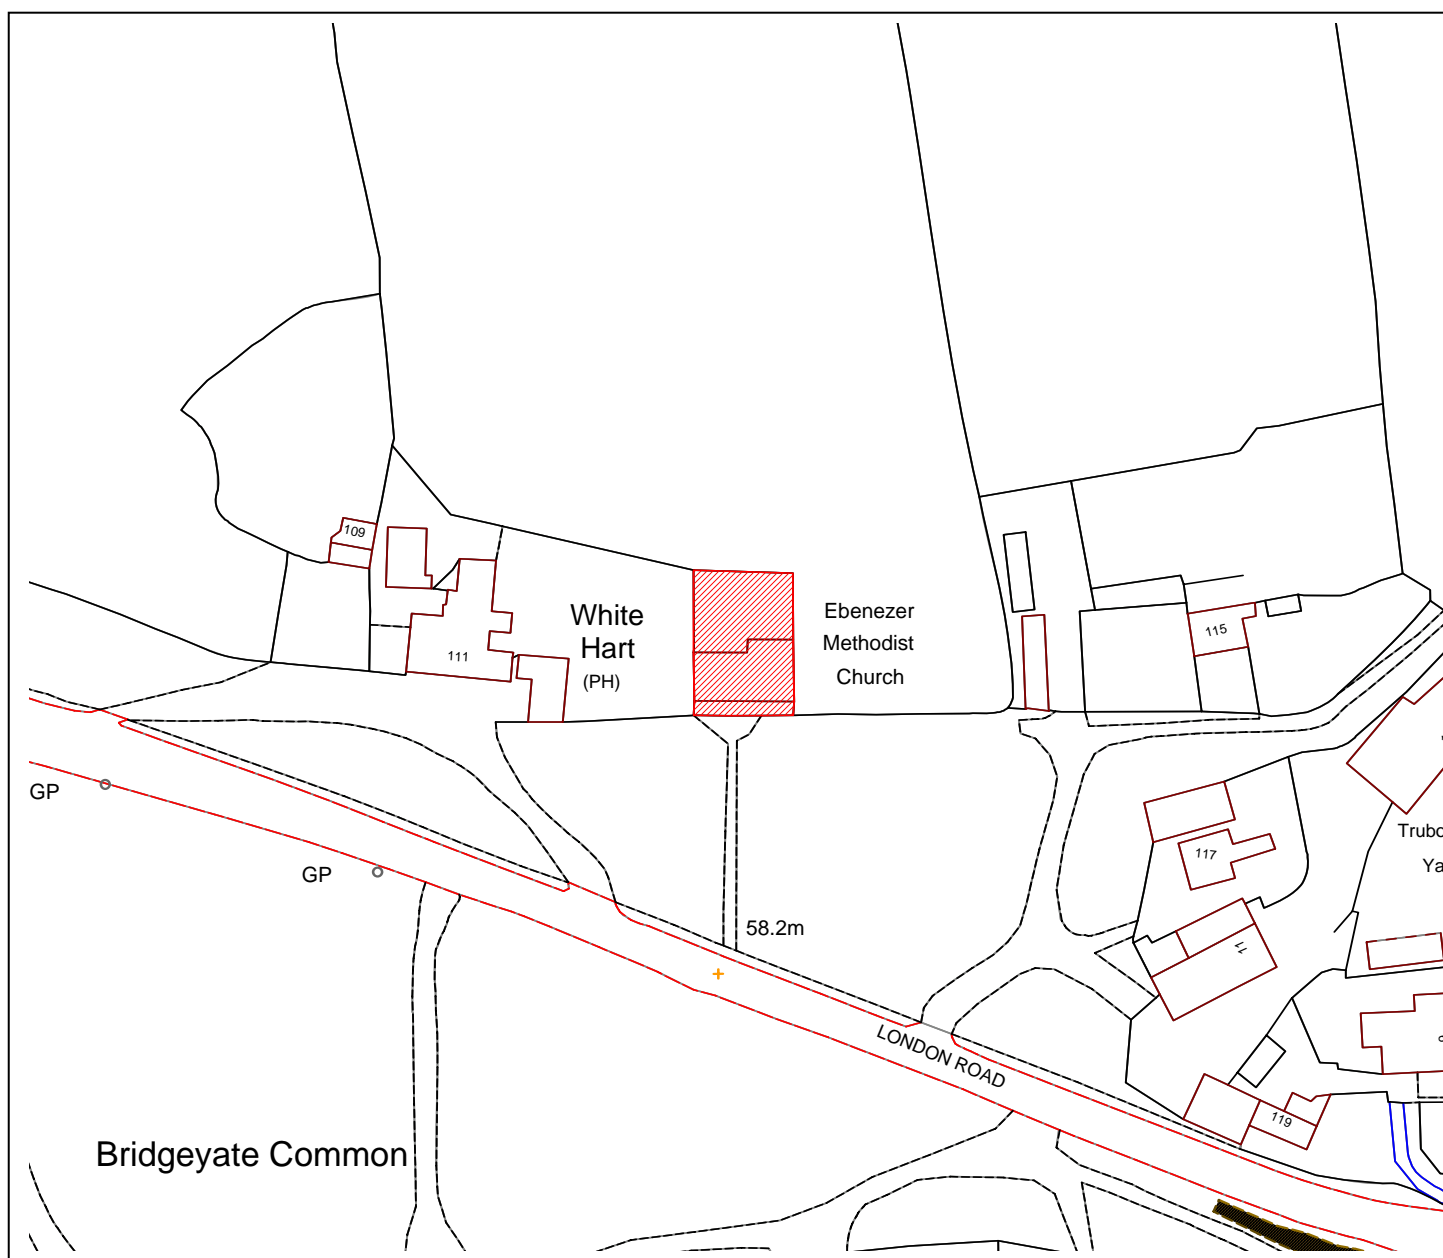 109
White
Hart
(PH)
Ebenezer
Methodist
Church
115
111
GP
GP
117
58.2m
11
LONDON ROAD
119
Bridgeyate Common